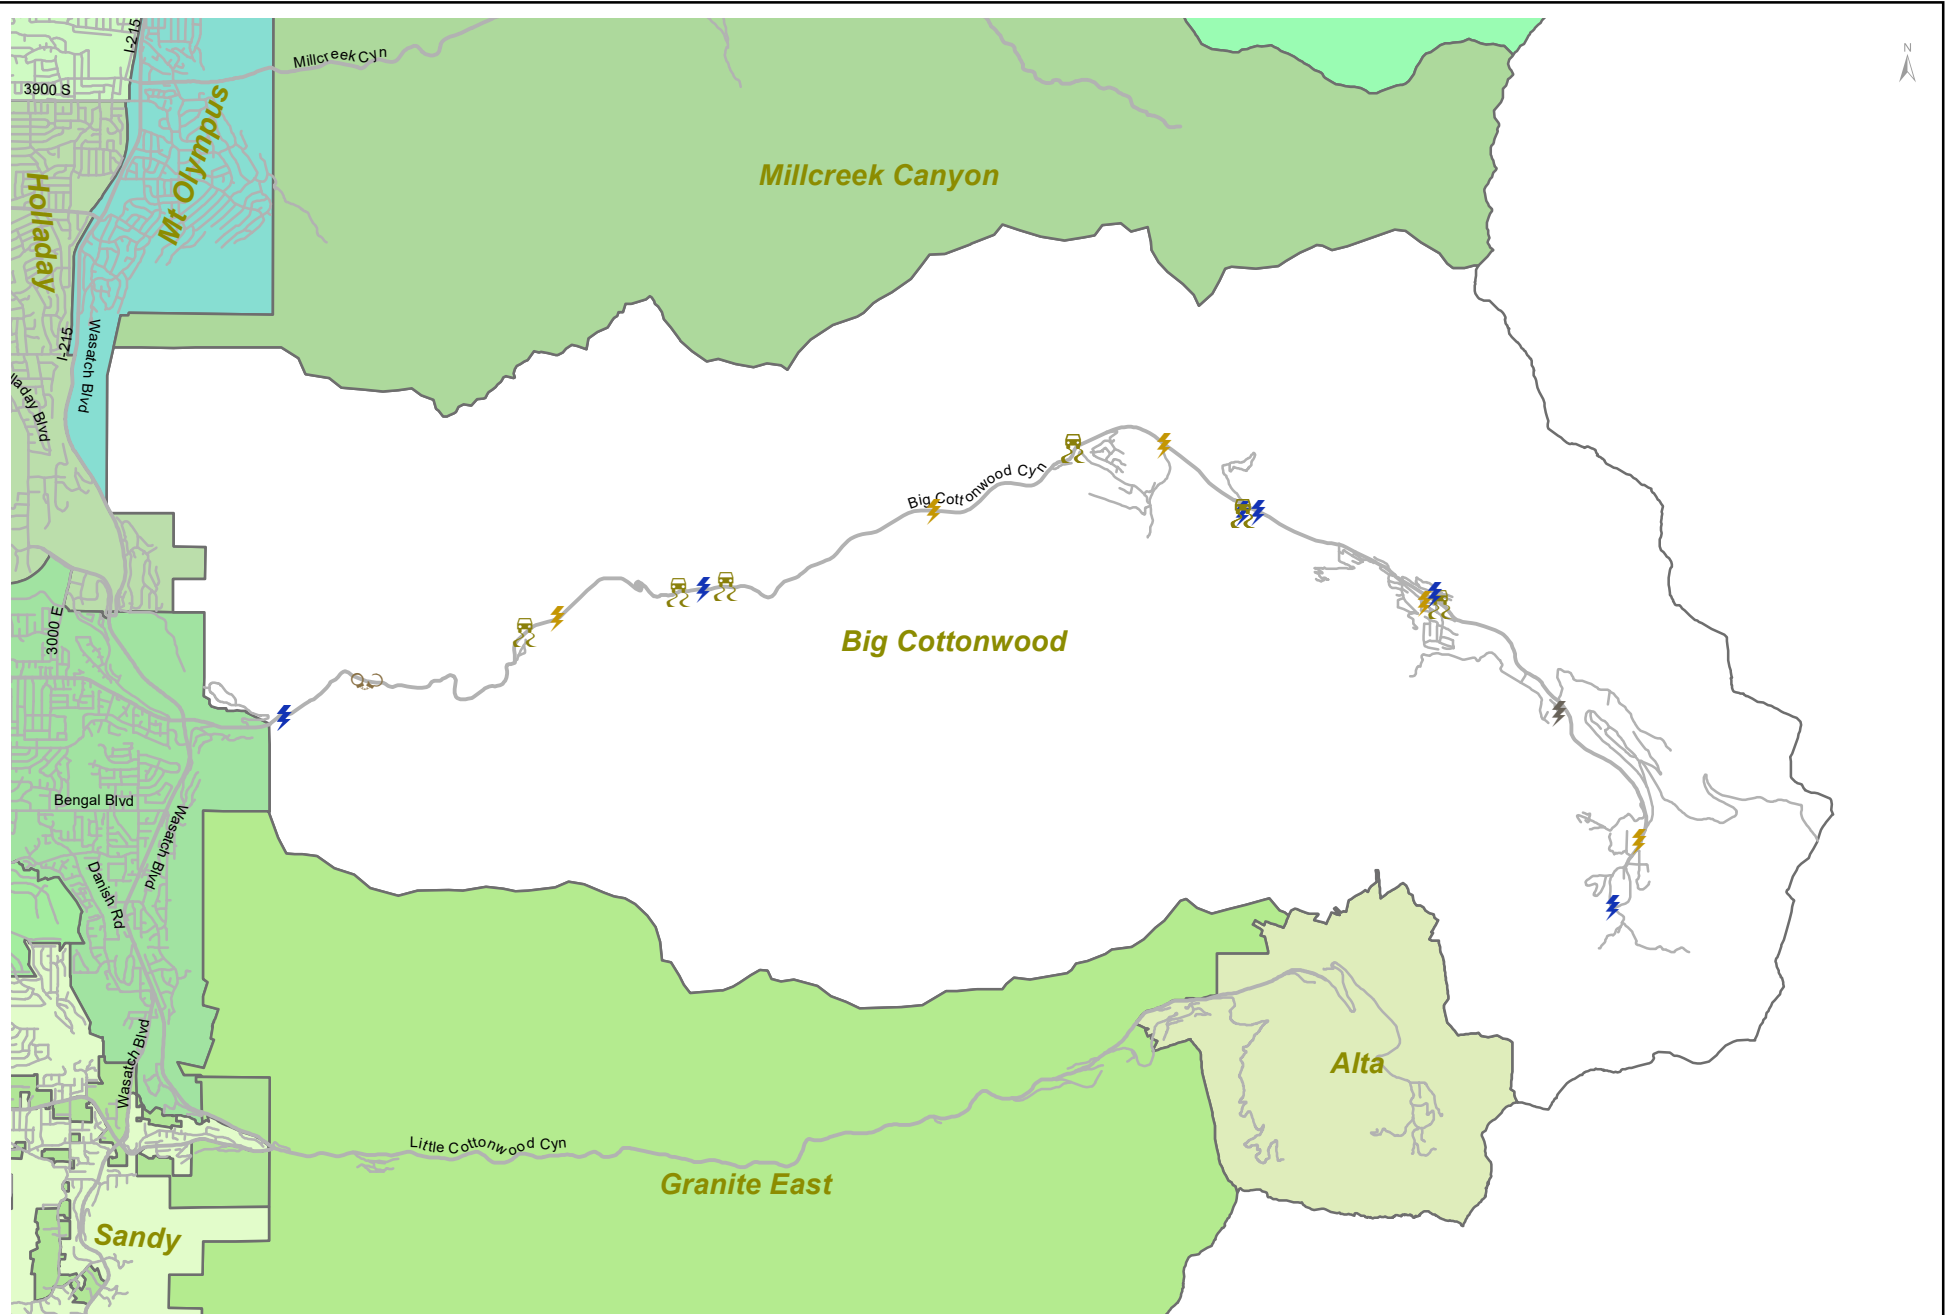 I-215
Millcreek Cyn
N
3900 S
Mt Olympus
Millcreek Canyon
Holladay
I-215
Wasatch Blvd
lladay Blvd
Big Cottonwood Cyn
3000 E
Big Cottonwood
Bengal Blvd
Wasatch Blvd
Danish Rd
Wasatch Blvd
Alta
Little Cottonwood Cyn
Granite East
Sandy